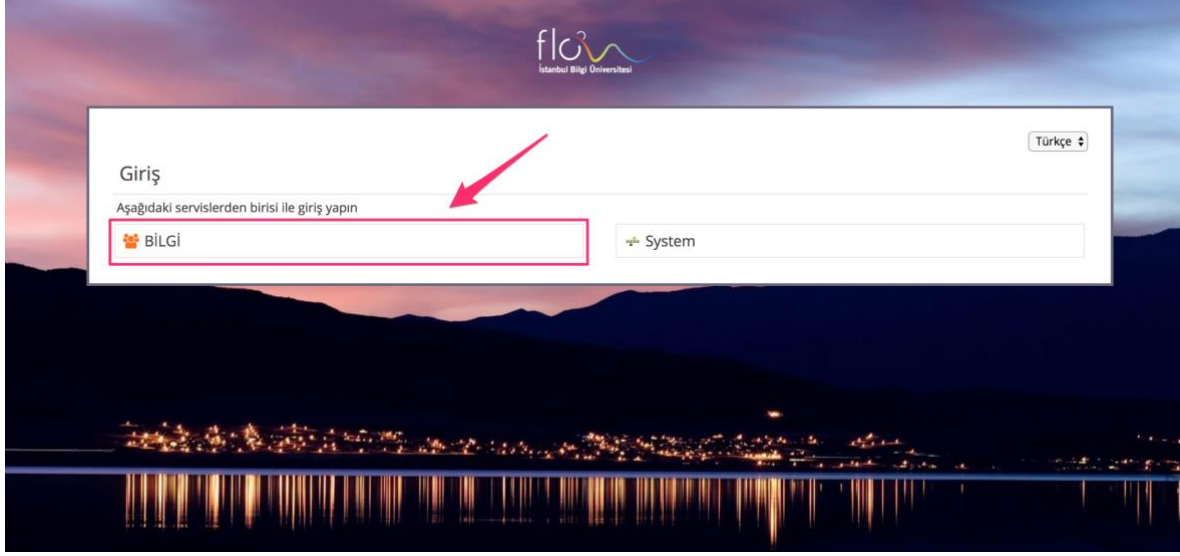 flow
İstanbul Bilgi Üniversitesi
Türkçe
Giriş
Aşağıdaki servislerden birisi ile giriş yapın
BİLGİ
System